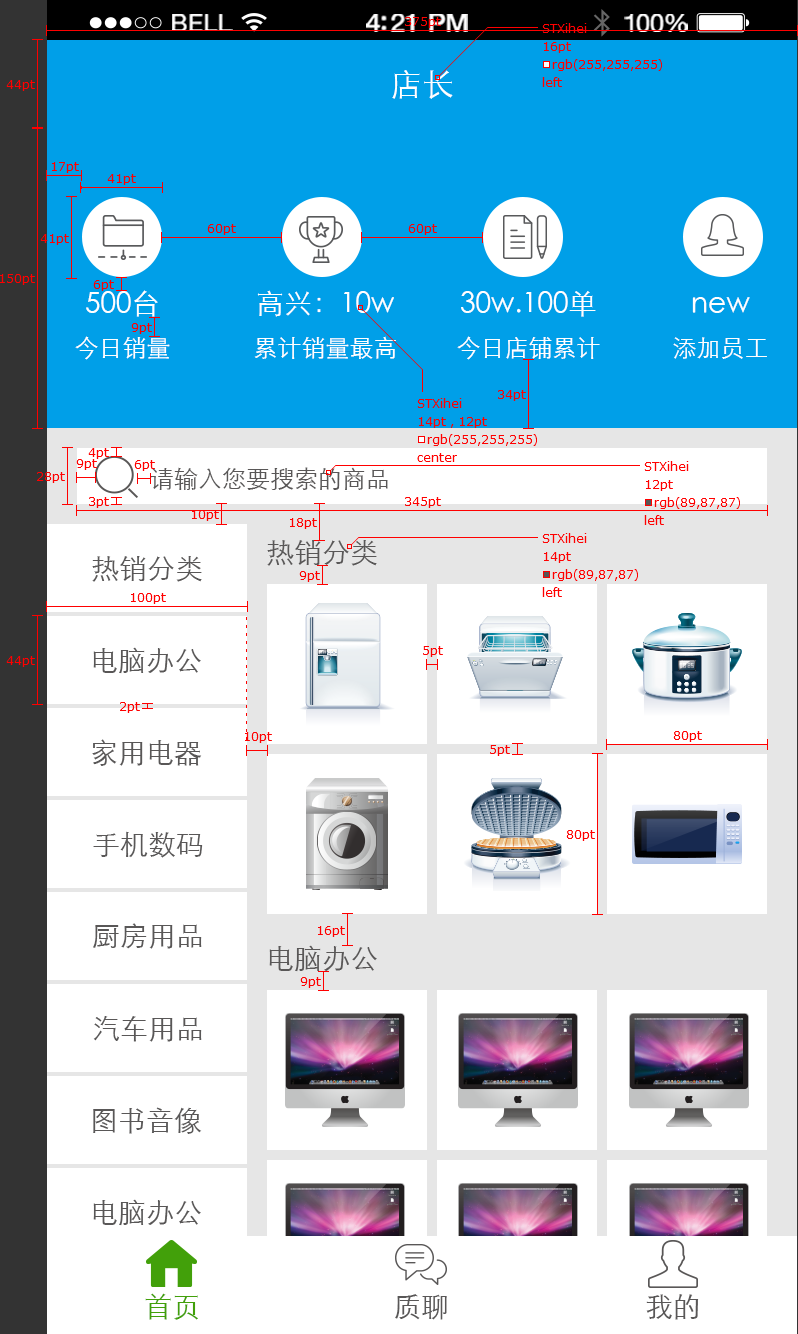 BELL 4:21 PM 100%
375pt
STXihei
16pt
rgb(255,255,255)
left
44pt
店长
17pt
41pt
41pt
60pt
60pt
150pt
6pt
500台
高兴：10w
30w.100单
new
9pt
今日销量
累计销量最高
今日店铺累计
添加员工
34pt
STXihei
14pt，12pt
rgb(255,255,255)
center
4pt
9pt
6pt
28pt
请输入您要搜索的商品
3pt
STXihei
12pt
rgb(89,87,87)
left
345pt
10pt
18pt
STXihei
14pt
rgb(89,87,87)
left
热销分类
9pt
热销分类
100pt
电脑办公
44pt
5pt
2pt
10pt
5pt
80pt
家用电器
80pt
手机数码
厨房用品
16pt
电脑办公
9pt
汽车用品
图书音像
电脑办公
首页
质聊
我的